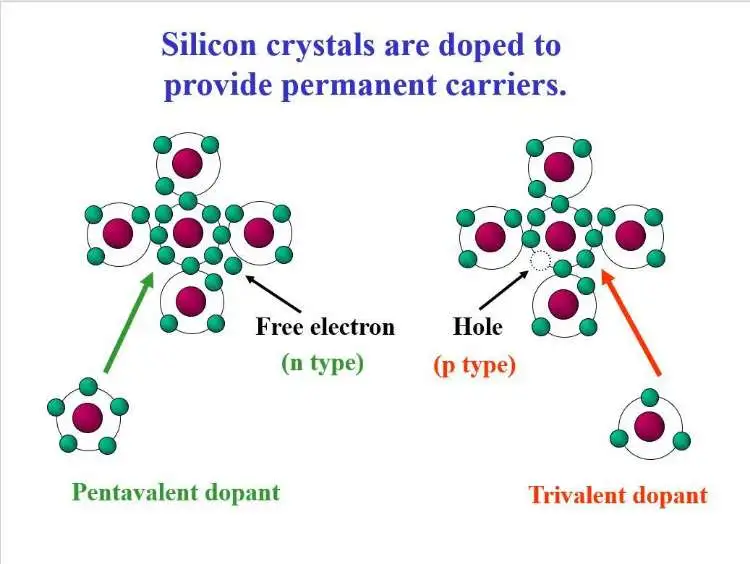 Silicon crystals are doped to
provide permanent carriers.
Free electron
(n type)
Hole
(p type)
Pentavalent dopant
Trivalent dopant